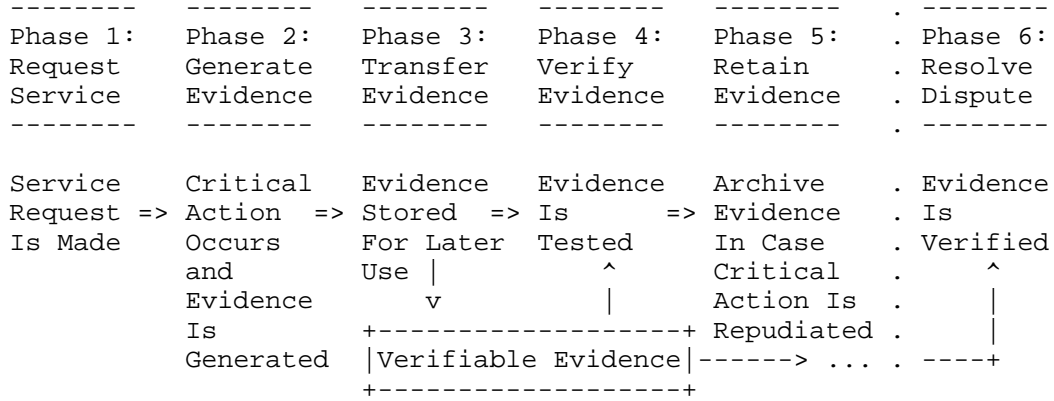 --------   --------   --------   --------   --------   . --------
Phase 1:   Phase 2:   Phase 3:   Phase 4:   Phase 5:   . Phase 6:
Request    Generate   Transfer   Verify     Retain     . Resolve
Service    Evidence   Evidence   Evidence   Evidence   . Dispute
--------   --------   --------   --------   --------   . --------

Service    Critical   Evidence   Evidence   Archive    . Evidence
Request => Action  => Stored  => Is      => Evidence   . Is
Is Made    Occurs     For Later  Tested     In Case    . Verified
           and        Use |          ^      Critical   .     ^
           Evidence       v          |      Action Is  .     |
           Is         +-------------------+ Repudiated .     |
           Generated  |Verifiable Evidence|------> ... . ----+
                      +-------------------+